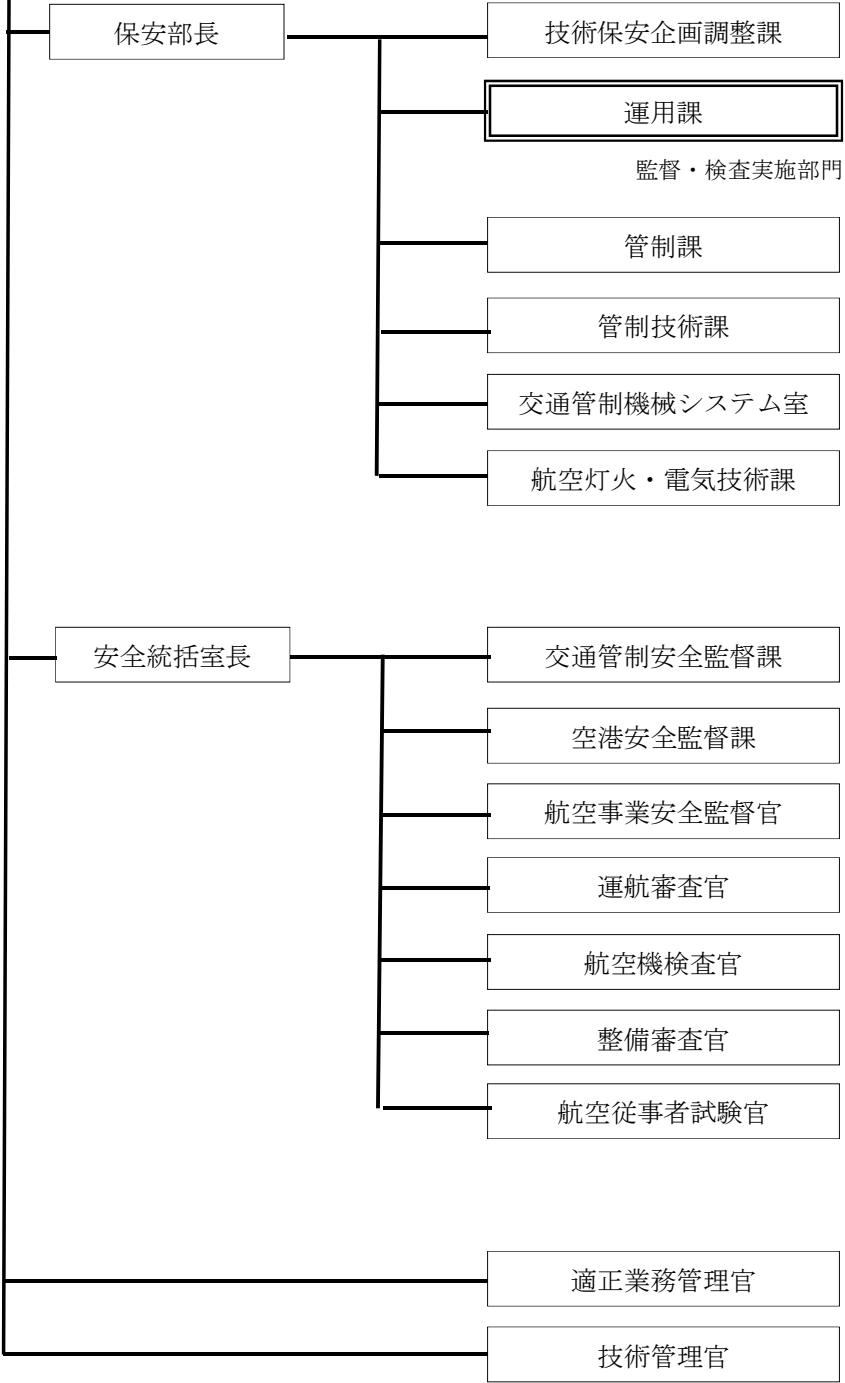 保安部長
技術保安企画調整課
運用課
監督・検査実施部門
管制課
管制技術課
交通管制機械システム室
航空灯火・電気技術課
安全統括室長
交通管制安全監督課
空港安全監督課
航空事業安全監督官
運航審査官
航空機検査官
整備審査官
航空従事者試験官
適正業務管理官
技術管理官